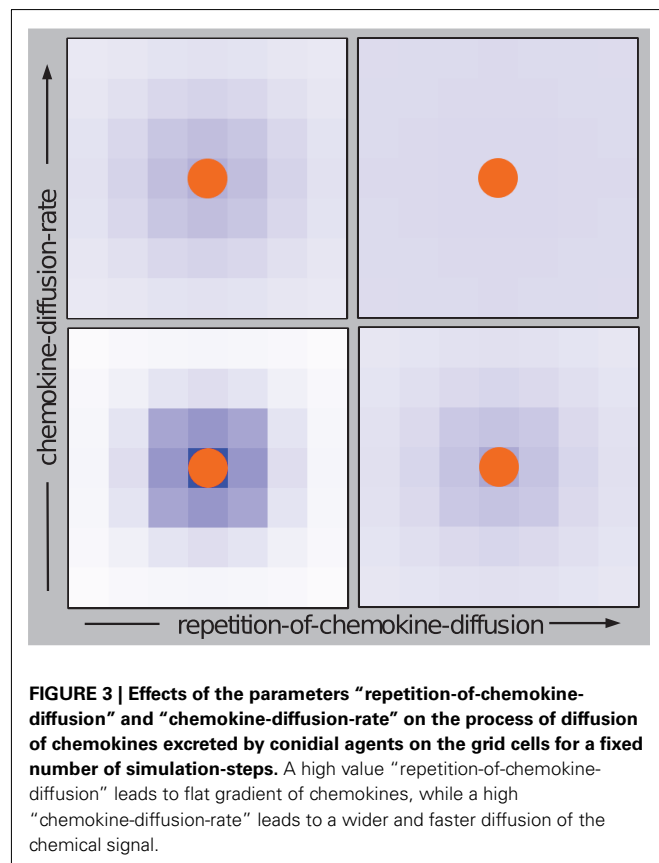 chemokine-diffusion-rate
repetition-of-chemokine-diffusion
FIGURE 3 | Effects of the parameters “repetition-of-chemokine-
diffusion” and “chemokine-diffusion-rate” on the process of diffusion
of chemokines excreted by conidial agents on the grid cells for a fixed
number of simulation-steps. A high value “repetition-of-chemokine-
diffusion” leads to flat gradient of chemokines, while a high
“chemokine-diffusion-rate” leads to a wider and faster diffusion of the
chemical signal.